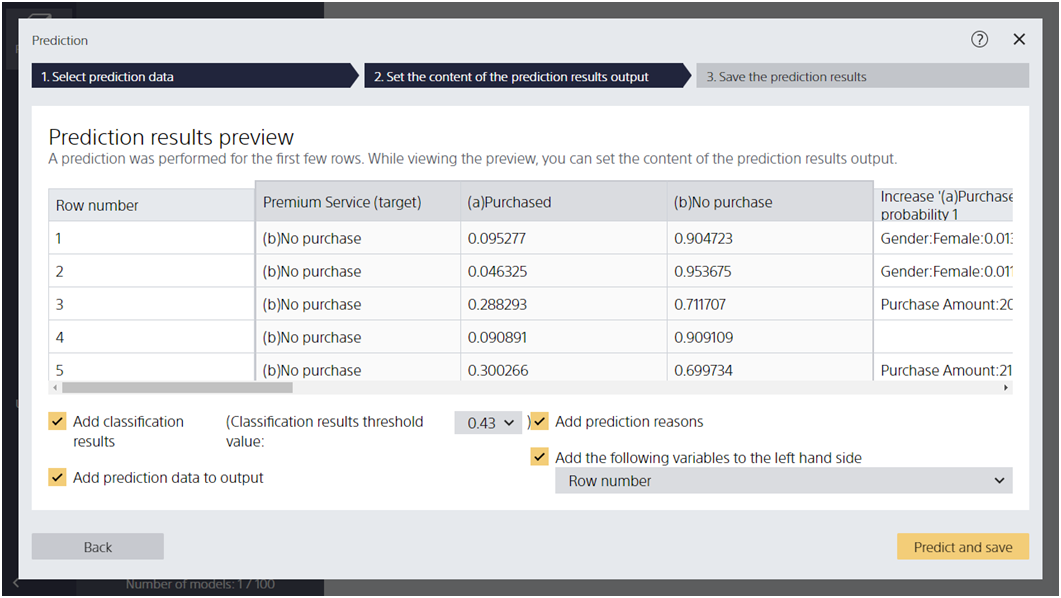 Prediction
1. Select prediction data
2. Set the content of the prediction results output
3. Save the prediction results
Prediction results preview
A prediction was performed for the first few rows. While viewing the preview, you can set the content of the prediction results output.
Row number Premium Service (target) (a)Purchased (b)No purchase Increase '(a)Purchase
probability 1
1 (b)No purchase 0.095277 0.904723 Gender:Female:0.013
2 (b)No purchase 0.046325 0.953675 Gender:Female:0.011
3 (b)No purchase 0.288293 0.711707 Purchase Amount:20
4 (b)No purchase 0.090891 0.909109
5 (b)No purchase 0.300266 0.699734 Purchase Amount:21
Add classification
results
(Classification results threshold
value:
0.43 )
Add prediction reasons
Add the following variables to the left hand side
Row number
Add prediction data to output
Back
Predict and save
Number of models: 1 / 100